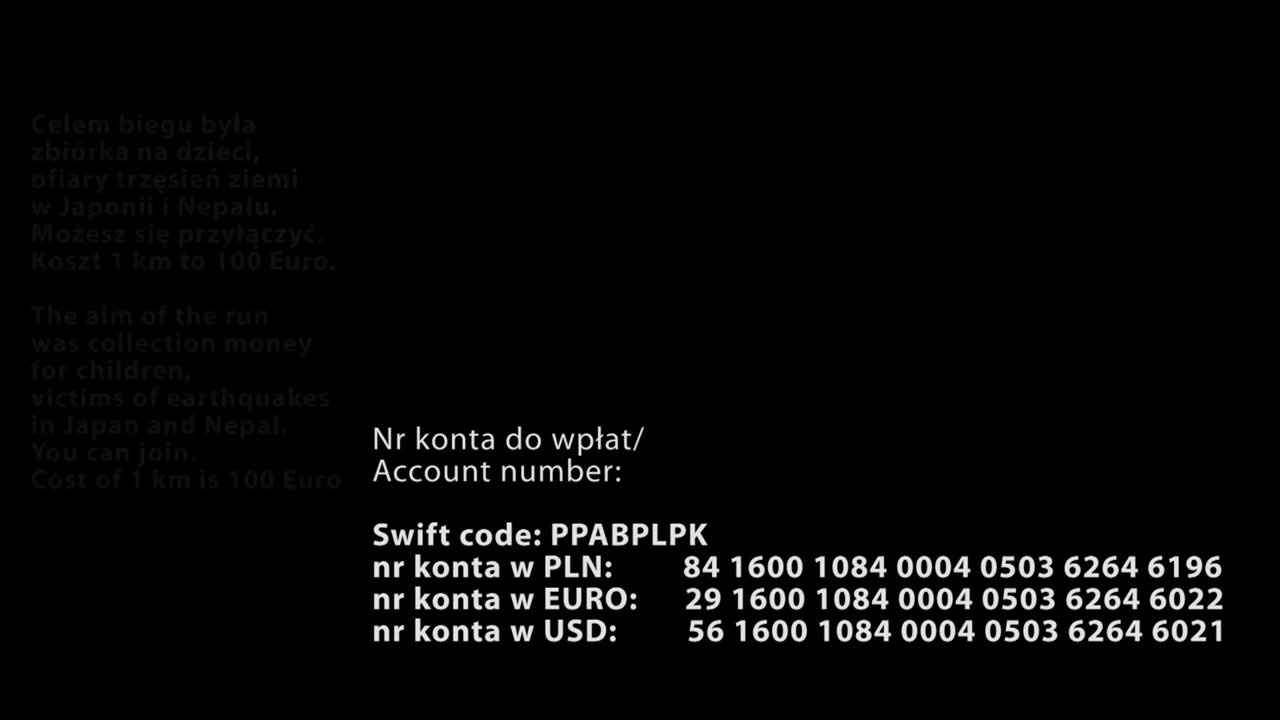 Celem biegu była
zbiórka na dzieci,
ofiary trzęsień ziemi
w Japonii i Nepalu.
Możesz się przyłączyć.
Koszt 1 km to 100 Euro.
The aim of the run
was collection money
for children,
victims of earthquakes
in Japan and Nepal.
You can join.
Cost of 1 km is 100 Euro
Nr konta do wpłat/
Account number:
Swift code: PPABPLPK
nr konta w PLN: 84 1600 1084 0004 0503 6264 6196
nr konta w EURO: 29 1600 1084 0004 0503 6264 6022
nr konta w USD: 56 1600 1084 0004 0503 6264 6021